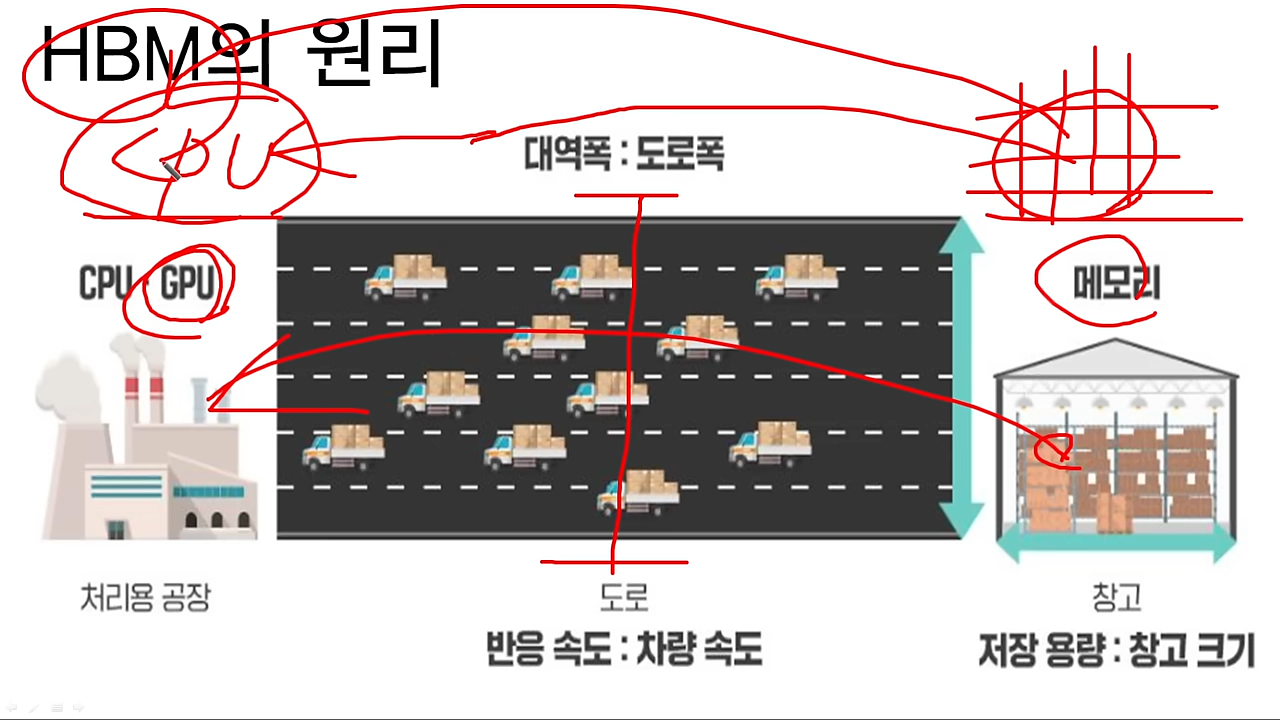 HBM의 원리
CPU
대역폭 : 도로폭
CPU · GPU
메모리
처리용 공장
도로
창고
반응 속도 : 차량 속도
저장 용량 : 창고 크기